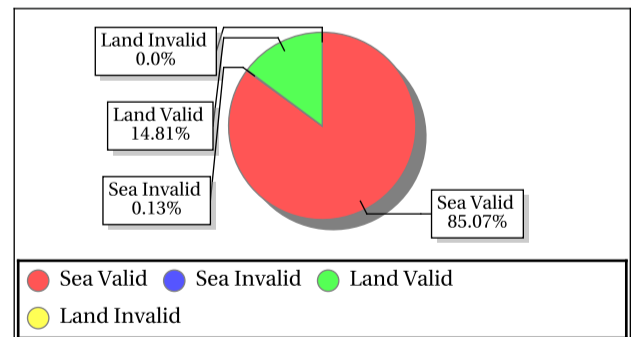 Land Invalid
0.0%
Land Valid
14.81%
Sea Invalid
0.13%
Sea Valid
85.07%
Sea Valid Sea Invalid Land Valid
Land Invalid